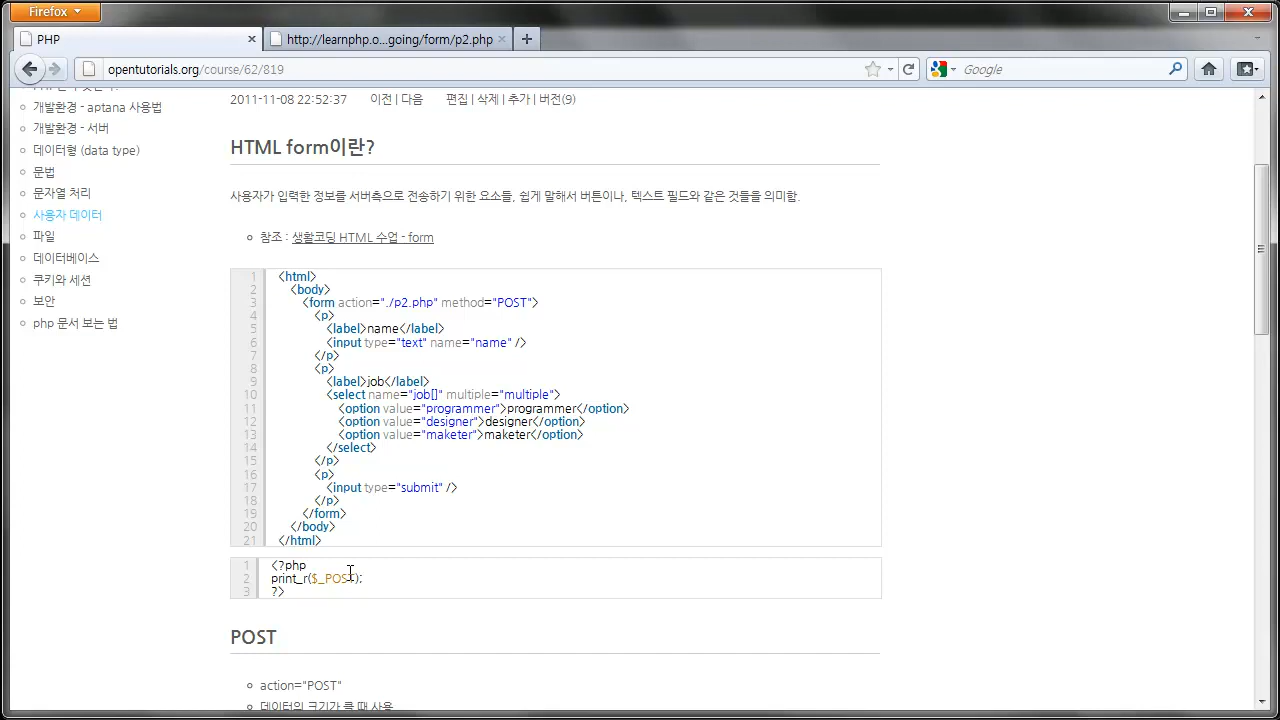 Firefox
PHP
http://learnphp.o...going/form/p2.php
opentutorials.org/course/62/819
Google
개발환경 - aptana 사용법
개발환경 - 서버
데이터형 (data type)
문법
문자열 처리
사용자 데이터
파일
데이터베이스
쿠키와 세션
보안
php 문서 보는 법
2011-11-08 22:52:37 이전 | 다음 편집 | 삭제 | 추가 | 버전(9)
HTML form이란?
사용자가 입력한 정보를 서버측으로 전송하기 위한 요소들, 쉽게 말해서 버튼이나, 텍스트 필드와 같은 것들을 의미함.
참조 : 생활코딩 HTML 수업 - form
1 <html>
2 <body>
3 <form action="./p2.php" method="POST">
4 <p>
5 <label>name</label>
6 <input type="text" name="name" />
7 </p>
8 <p>
9 <label>job</label>
10 <select name="job[]" multiple="multiple">
11 <option value="programmer">programmer</option>
12 <option value="designer">designer</option>
13 <option value="maketer">maketer</option>
14 </select>
15 </p>
16 <p>
17 <input type="submit" />
18 </p>
19 </form>
20 </body>
21 </html>
1 <?php
2 print_r($_POST);
3 ?>
POST
action="POST"
데이터의 크기가 클 때 사용